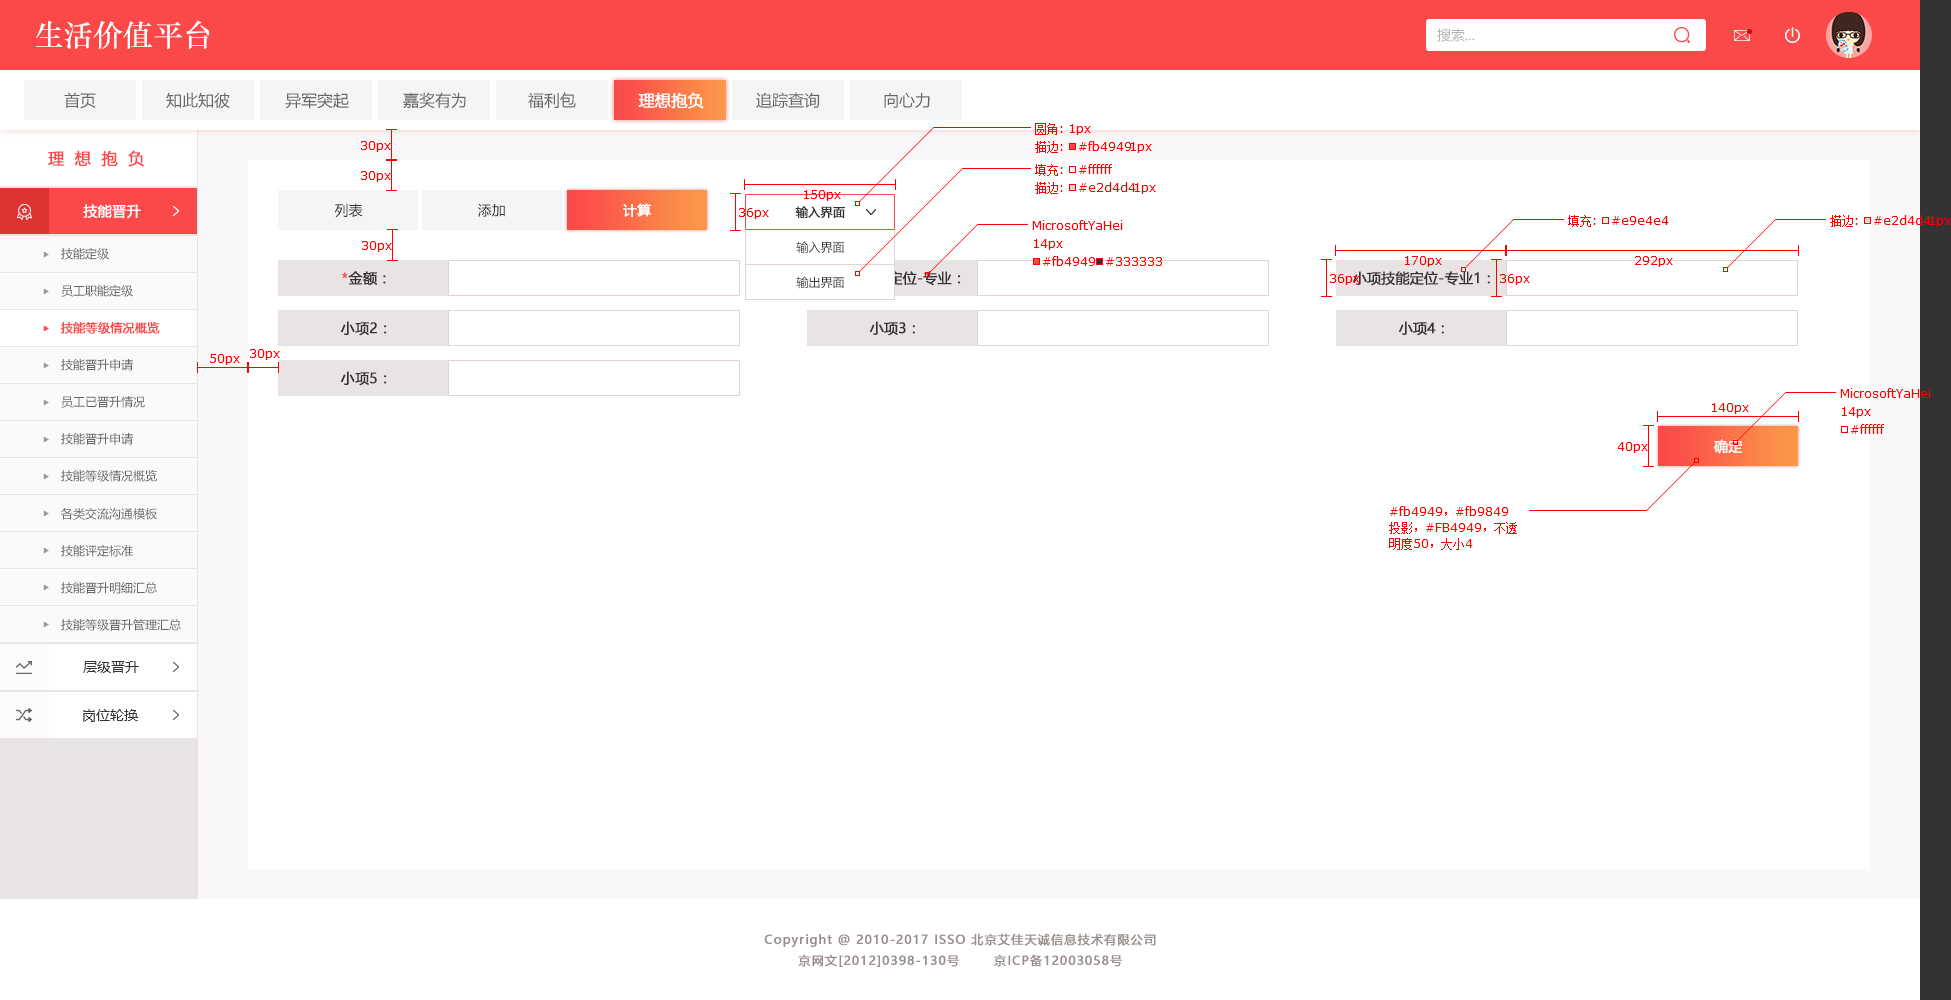 生活价值平台
搜索...
首页
知此知彼
异军突起
嘉奖有为
福利包
理想抱负
追踪查询
向心力
理想抱负
技能晋升
技能定级
员工职能定级
技能等级情况概览
技能晋升申请
员工已晋升情况
技能晋升申请
技能等级情况概览
各类交流沟通模板
技能评定标准
技能晋升明细汇总
技能等级晋升管理汇总
层级晋升
岗位轮换
30px
30px
圆角: 1px
描边: #fb4949 1px
填充: #ffffff
描边: #e2d4d4 1px
列表
添加
计算
150px
36px
输入界面
输入界面
输出界面
MicrosoftYaHei
14px
#fb4949 #333333
填充: #e9e4e4
描边: #e2d4d4 1px
30px
170px
292px
*金额：
定位-专业：
36px
小项技能定位-专业1：
36px
小项2：
小项3：
小项4：
50px
30px
小项5：
MicrosoftYaHei
14px
#ffffff
140px
40px
确定
#fb4949，#fb9849
投影，#FB4949，不透
明度50，大小4
Copyright @ 2010-2017 ISSO 北京艾佳天诚信息技术有限公司
京网文[2012]0398-130号 京ICP备12003058号